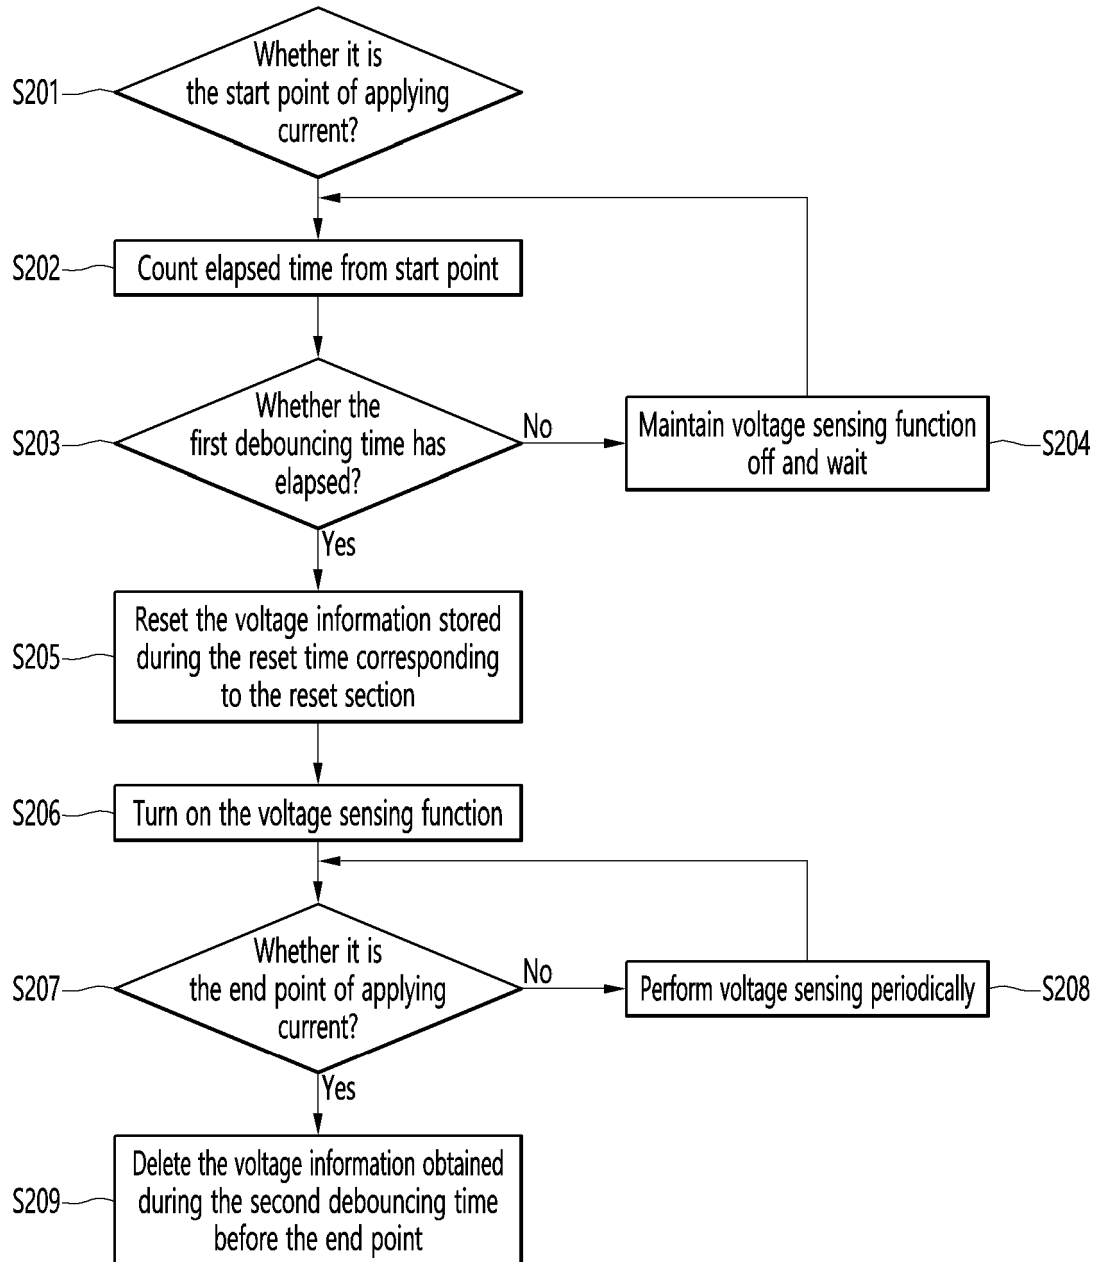 Whether it is
S201
the start point of applying
current?
S202
Count elapsed time from start point
Whether the
S203
first debouncing time has
elapsed?
No
Maintain voltage sensing function
off and wait
S204
Yes
Reset the voltage information stored
S205
during the reset time corresponding
to the reset section
S206
Turn on the voltage sensing function
Whether it is
S207
the end point of applying
current?
No
Perform voltage sensing periodically
S208
Yes
Delete the voltage information obtained
S209
during the second debouncing time
before the end point